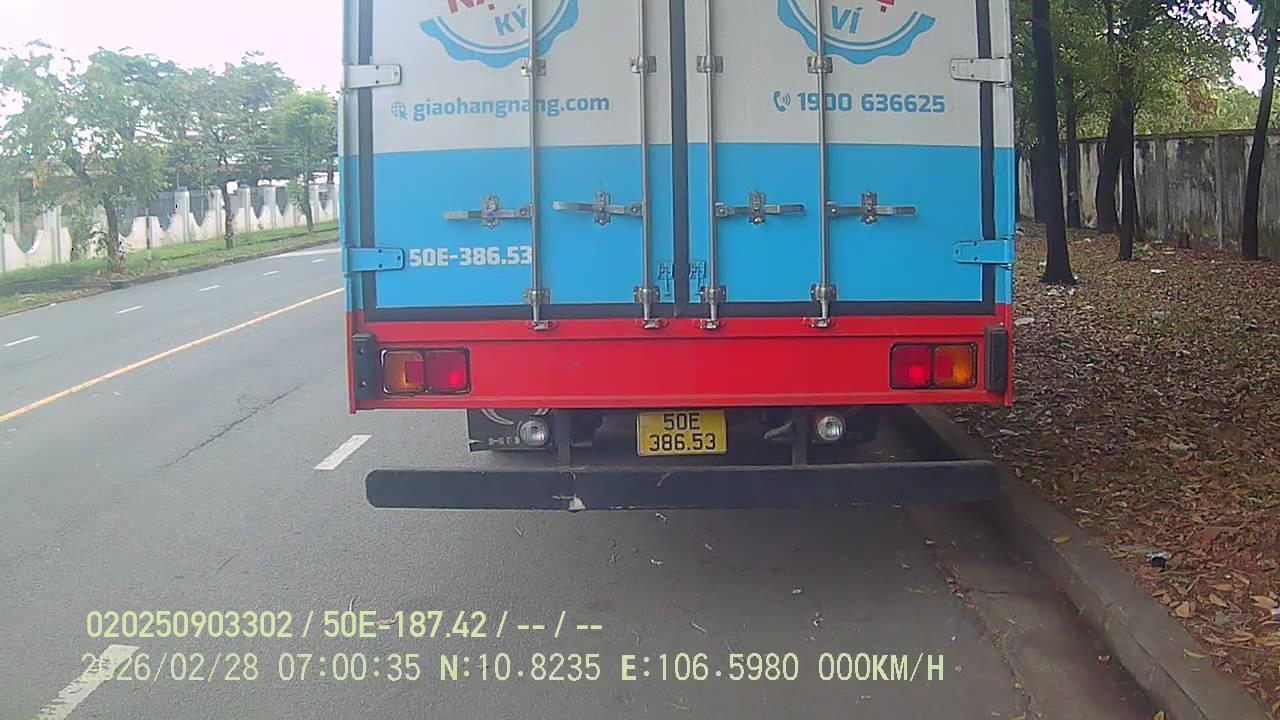 KÝ
VÍ
giaohangnang.com
1900 636625
50E-386.53
50E
386.53
020250903302 / 50E-187.42 / -- / --
2026/02/28 07:00:35 N:10.8235 E:106.5980 000KM/H